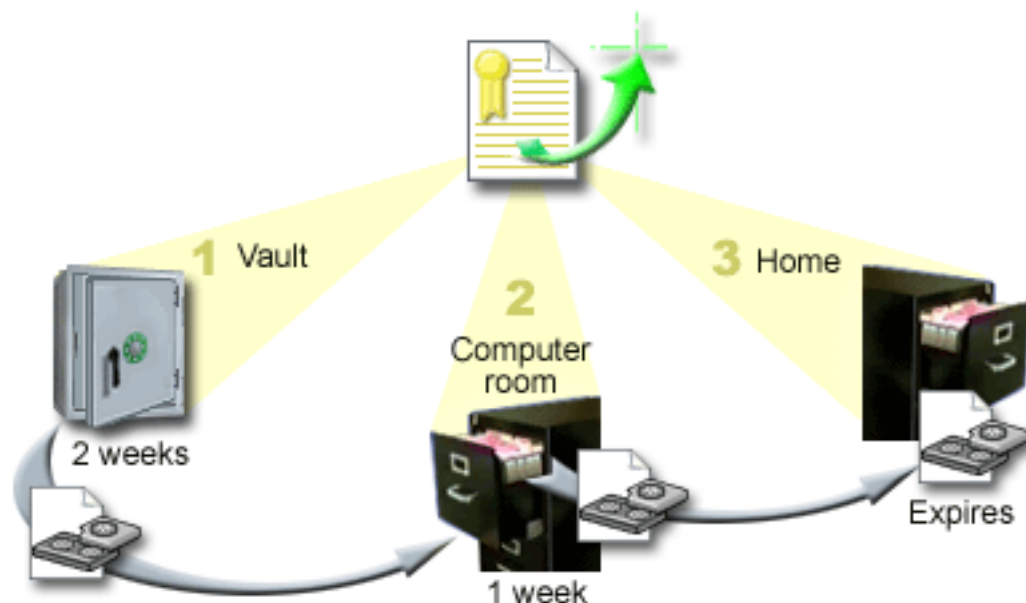 1 Vault
2
Computer
room
3 Home
2 weeks
1 week
Expires